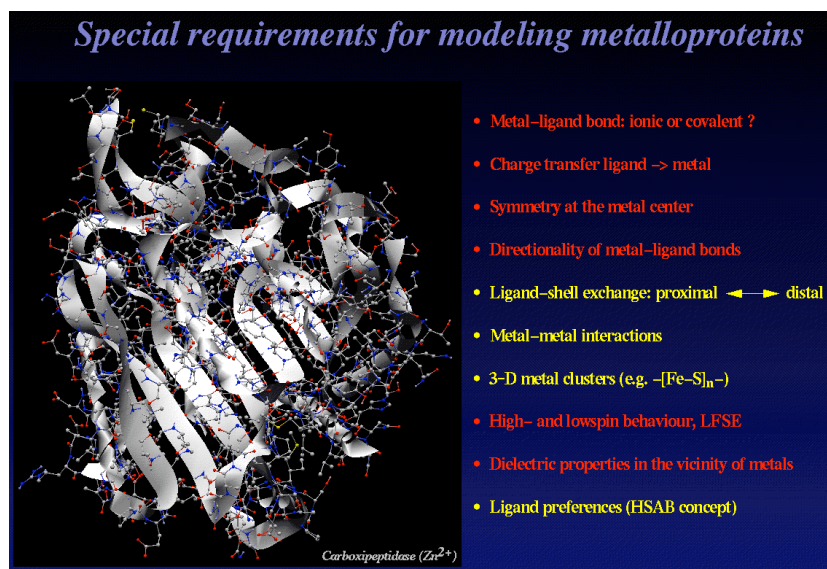 Special requirements for modeling metalloproteins
• Metal-ligand bond: ionic or covalent ?
• Charge transfer ligand -> metal
• Symmetry at the metal center
• Directionality of metal-ligand bonds
• Ligand-shell exchange: proximal ◄─► distal
• Metal-metal interactions
• 3-D metal clusters (e.g. -[Fe-S]n-)
• High- and lowspin behaviour, LFSE
• Dielectric properties in the vicinity of metals
• Ligand preferences (HSAB concept)
Carboxipeptidase (Zn2+)